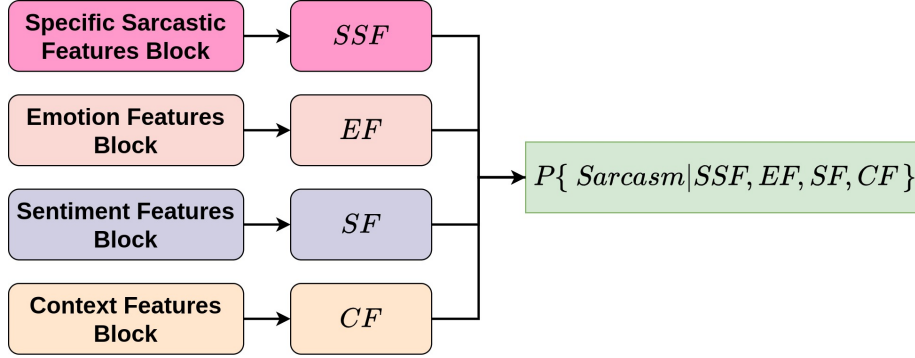 Specific Sarcastic
Features Block
SSF
Emotion Features
Block
EF
Sentiment Features
Block
SF
Context Features
Block
CF
P{ Sarcasm|SSF, EF, SF, CF }